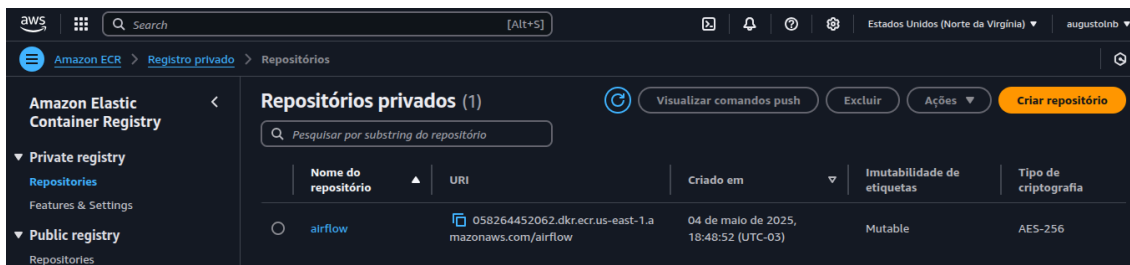 aws
Search
[Alt+S]
Estados Unidos (Norte da Virgínia)
augustolnb
Amazon ECR > Registro privado > Repositórios
Amazon Elastic
Container Registry
Private registry
Repositories
Features & Settings
Public registry
Repositories
Repositórios privados (1)
Visualizar comandos push
Excluir
Ações
Criar repositório
Pesquisar por substring do repositório
Nome do
repositório
URI
Criado em
Imutabilidade de
etiquetas
Tipo de
criptografia
airflow
058264452062.dkr.ecr.us-east-1.a
mazonaws.com/airflow
04 de maio de 2025,
18:48:52 (UTC-03)
Mutable
AES-256